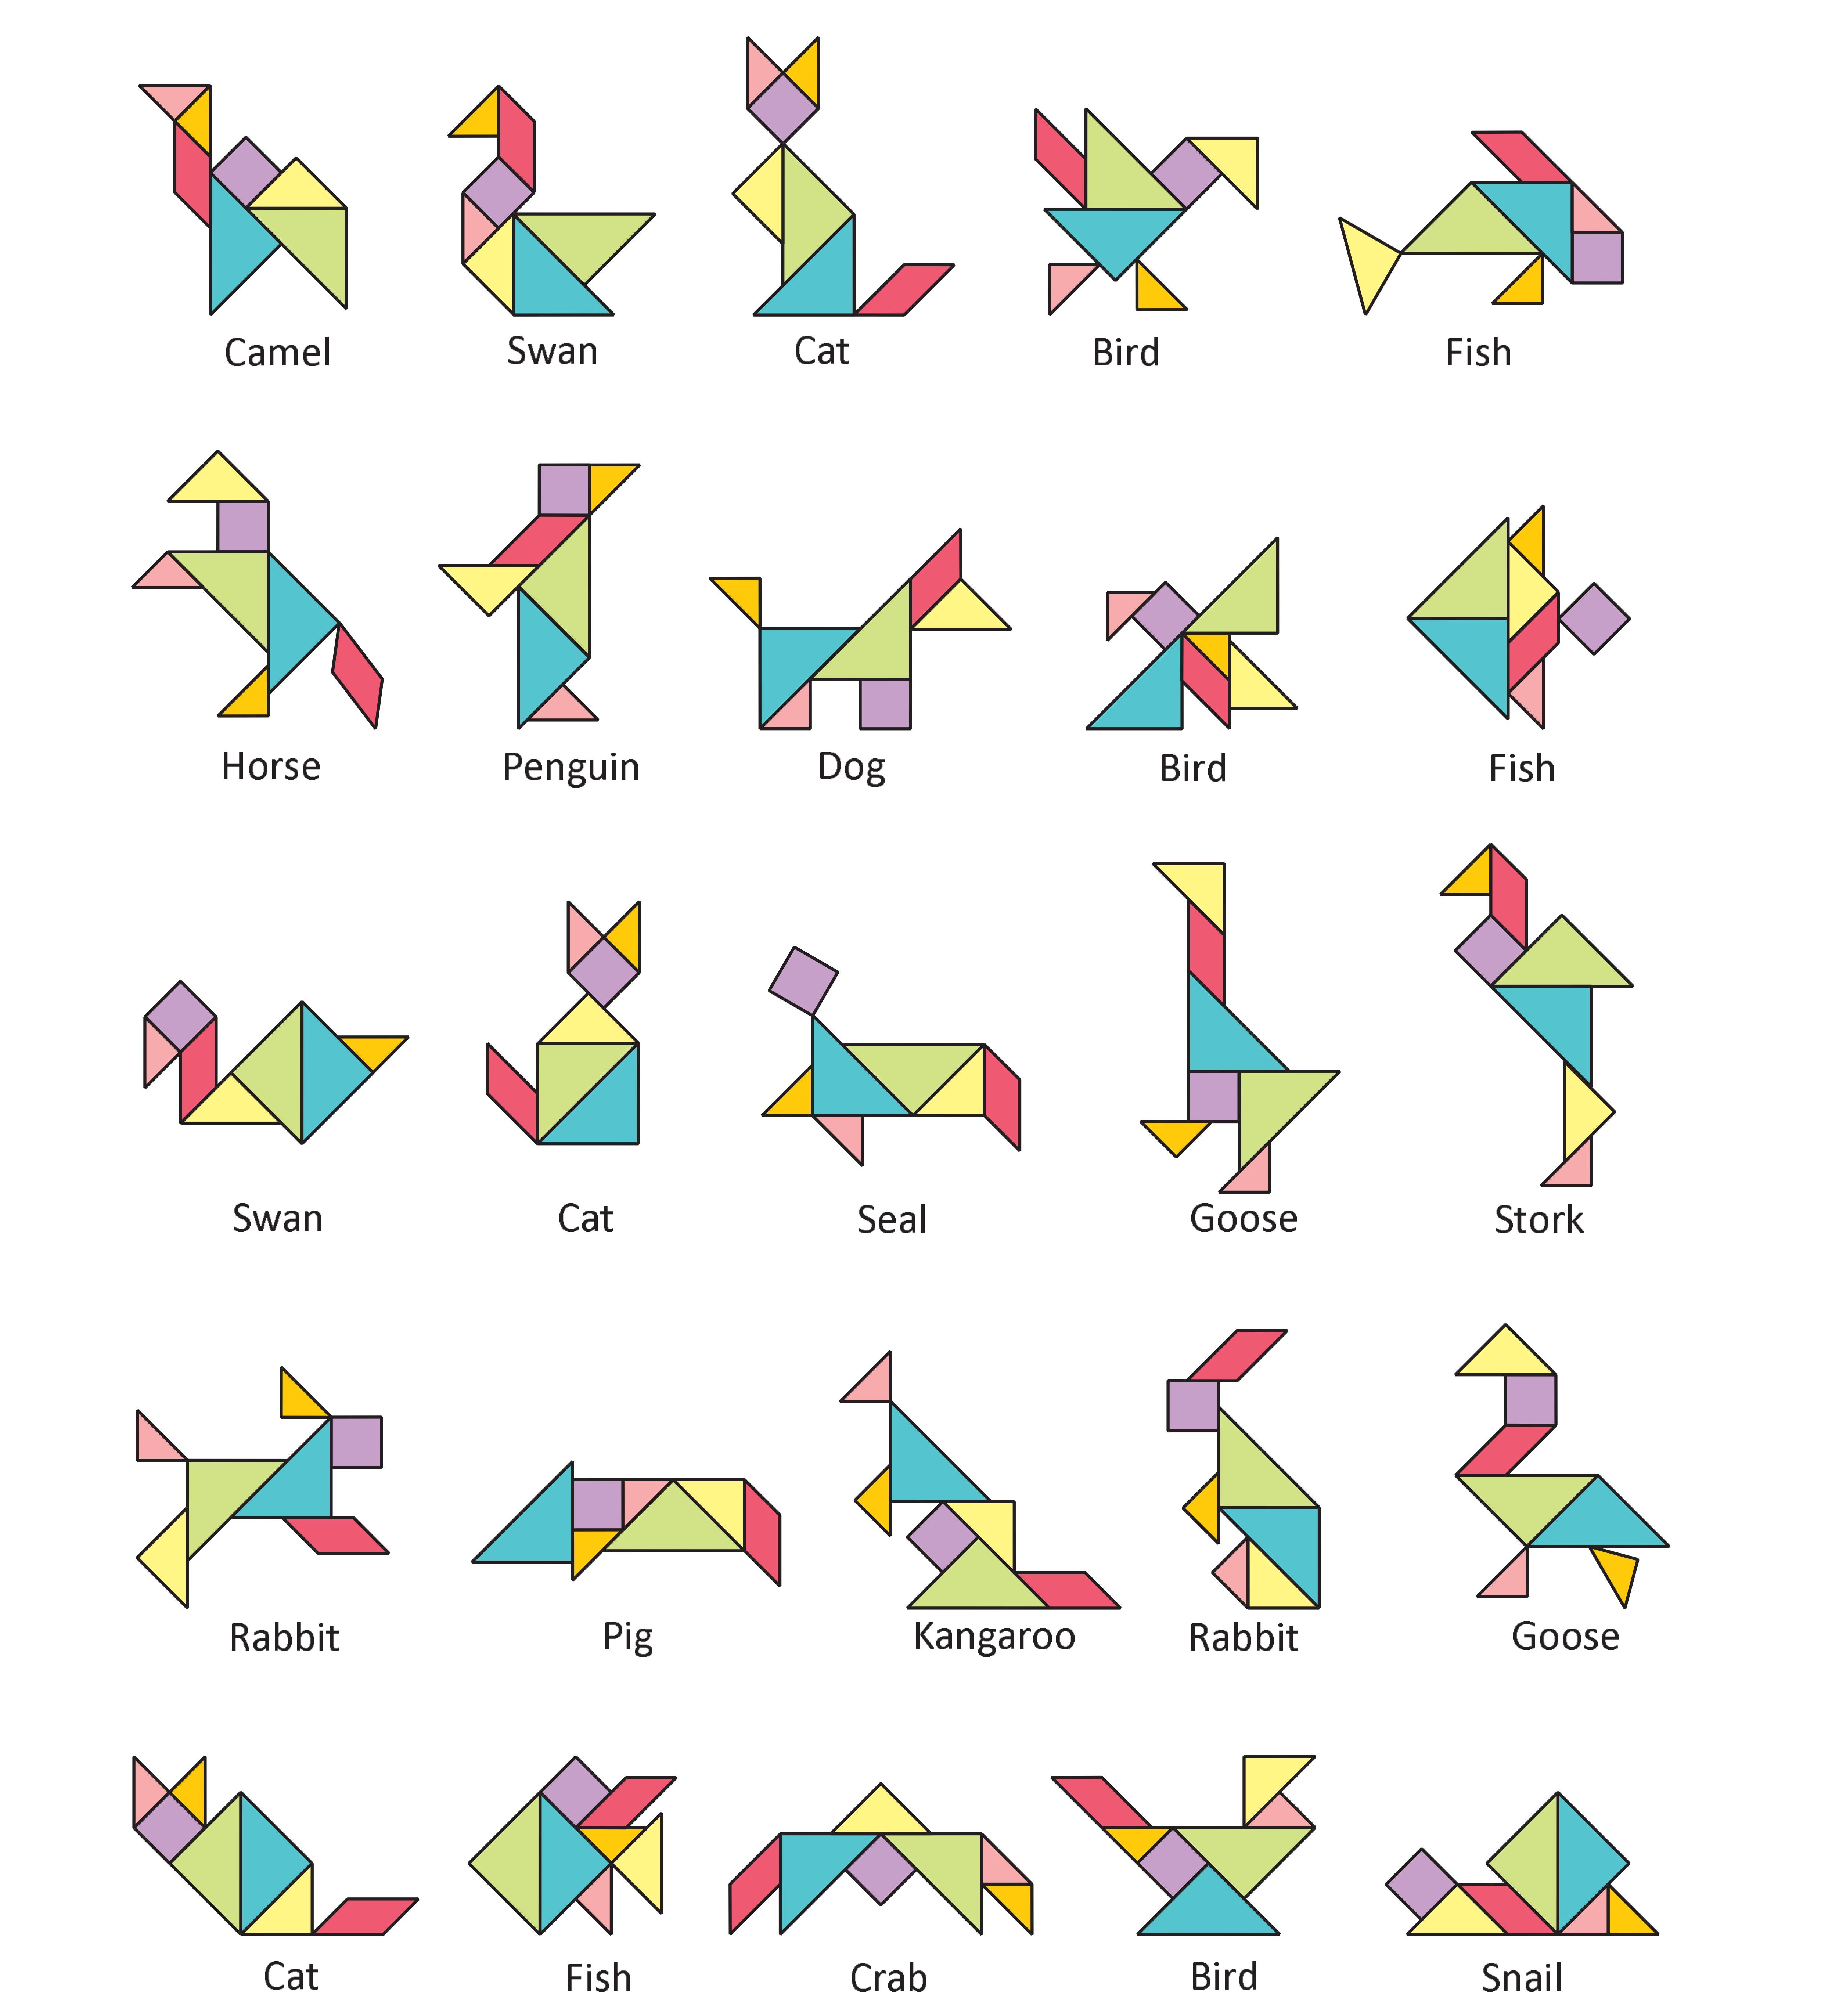 Camel Swan Cat Bird Fish
Horse Penguin Dog Bird Fish
Swan Cat Seal Goose Stork
Rabbit Pig Kangaroo Rabbit Goose
Cat Fish Crab Bird Snail